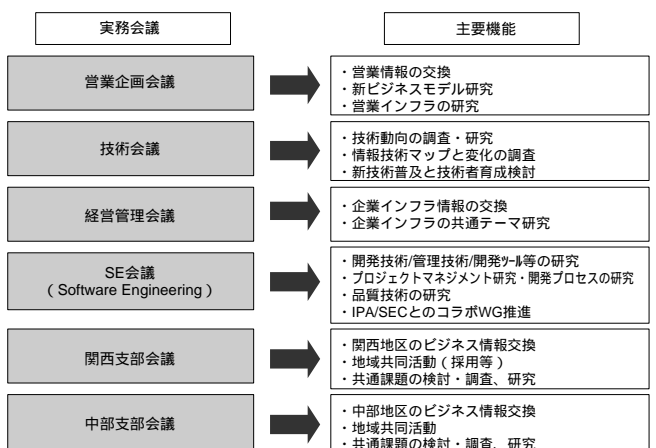 実務会議
主要機能
営業企画会議
・営業情報の交換
・新ビジネスモデル研究
・営業インフラの研究
技術会議
・技術動向の調査・研究
・情報技術マップと変化の調査
・新技術普及と技術者育成検討
経営管理会議
・企業インフラ情報の交換
・企業インフラの共通テーマ研究
SE会議
（Software Engineering）
・開発技術/管理技術/開発ﾂｰﾙ等の研究
・プロジェクトマネジメント研究・開発プロセスの研究
・品質技術の研究
・IPA/SECとのコラボWG推進
関西支部会議
・関西地区のビジネス情報交換
・地域共同活動（採用等）
・共通課題の検討・調査、研究
中部支部会議
・中部地区のビジネス情報交換
・地域共同活動
・共通課題の検討・調査、研究